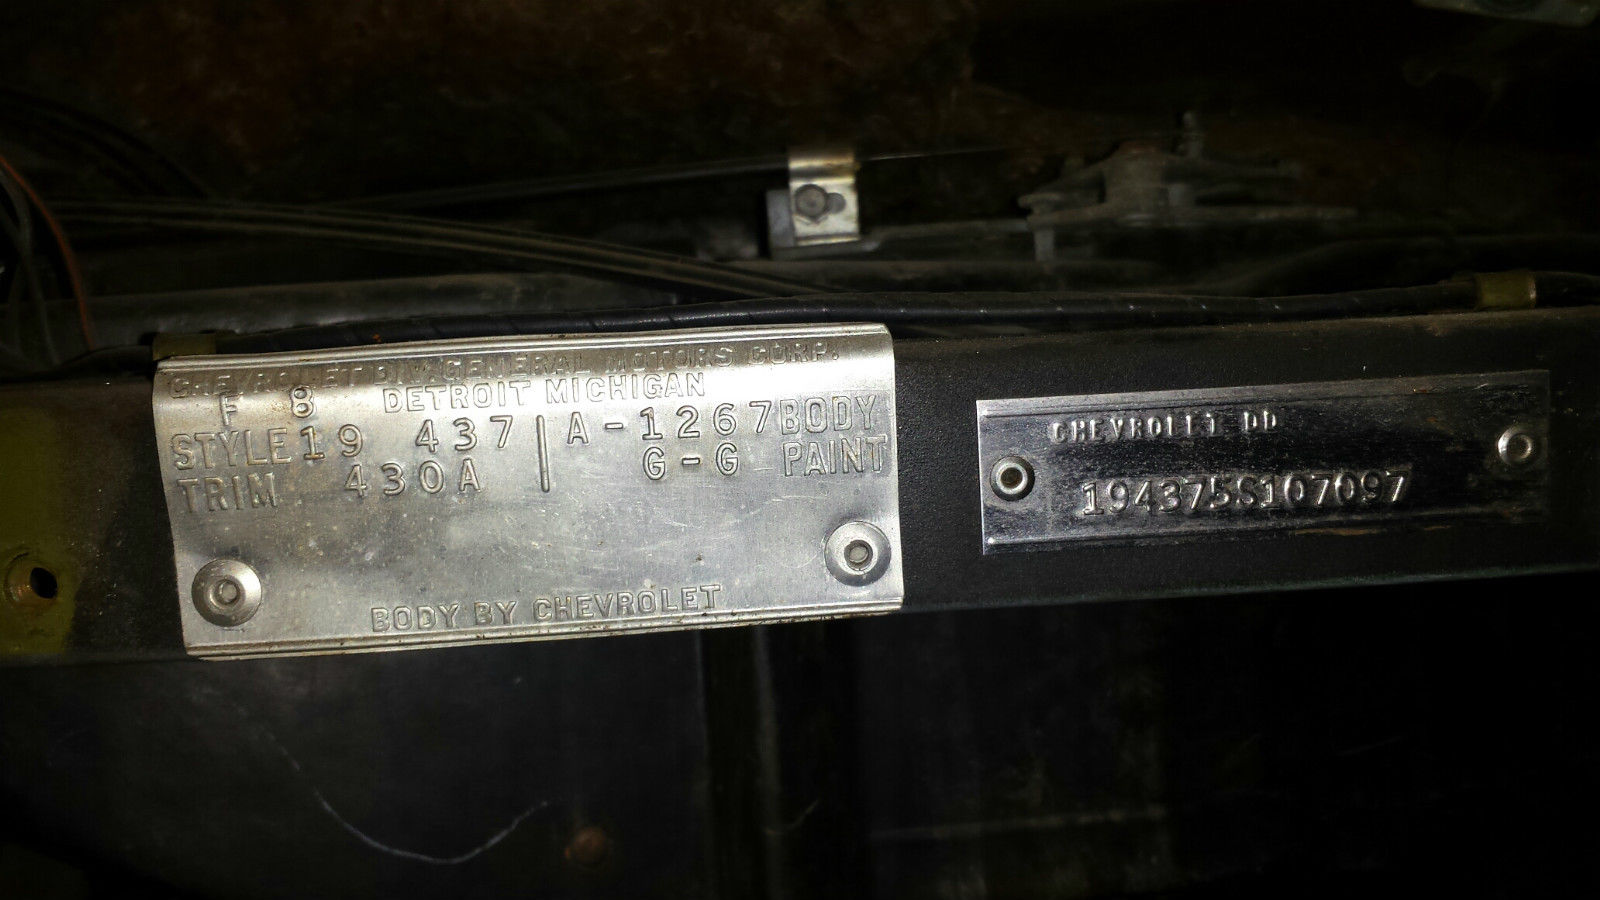 CHEVROLET DIV. GENERAL MOTORS CORP.
F 8 DETROIT MICHIGAN
STYLE 19 437 | A-1267 BODY
TRIM 430A | G-G PAINT
BODY BY CHEVROLET
CHEVROLET DD
194375S107097